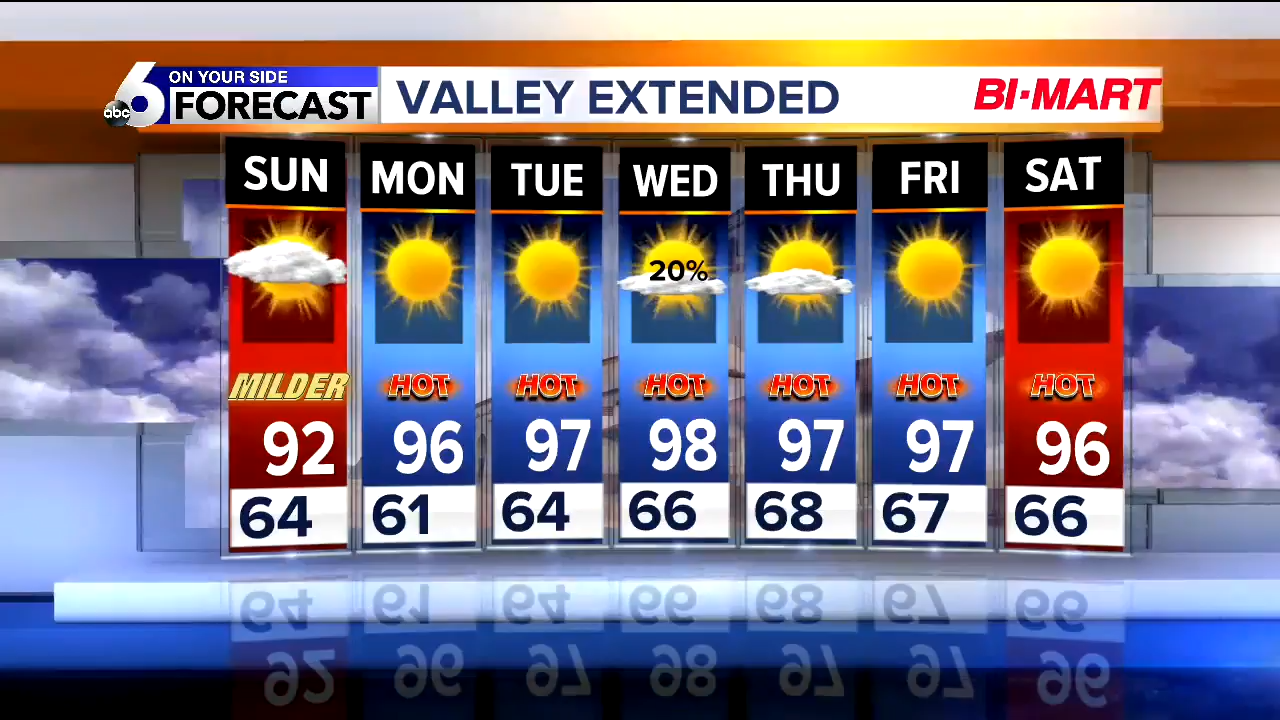 ON YOUR SIDE
abc 6 FORECAST
VALLEY EXTENDED
BI-MART
SUN MON TUE WED THU FRI SAT
20%
MILDER HOT HOT HOT HOT HOT HOT
92 96 97 98 97 97 96
64 61 64 66 68 67 66